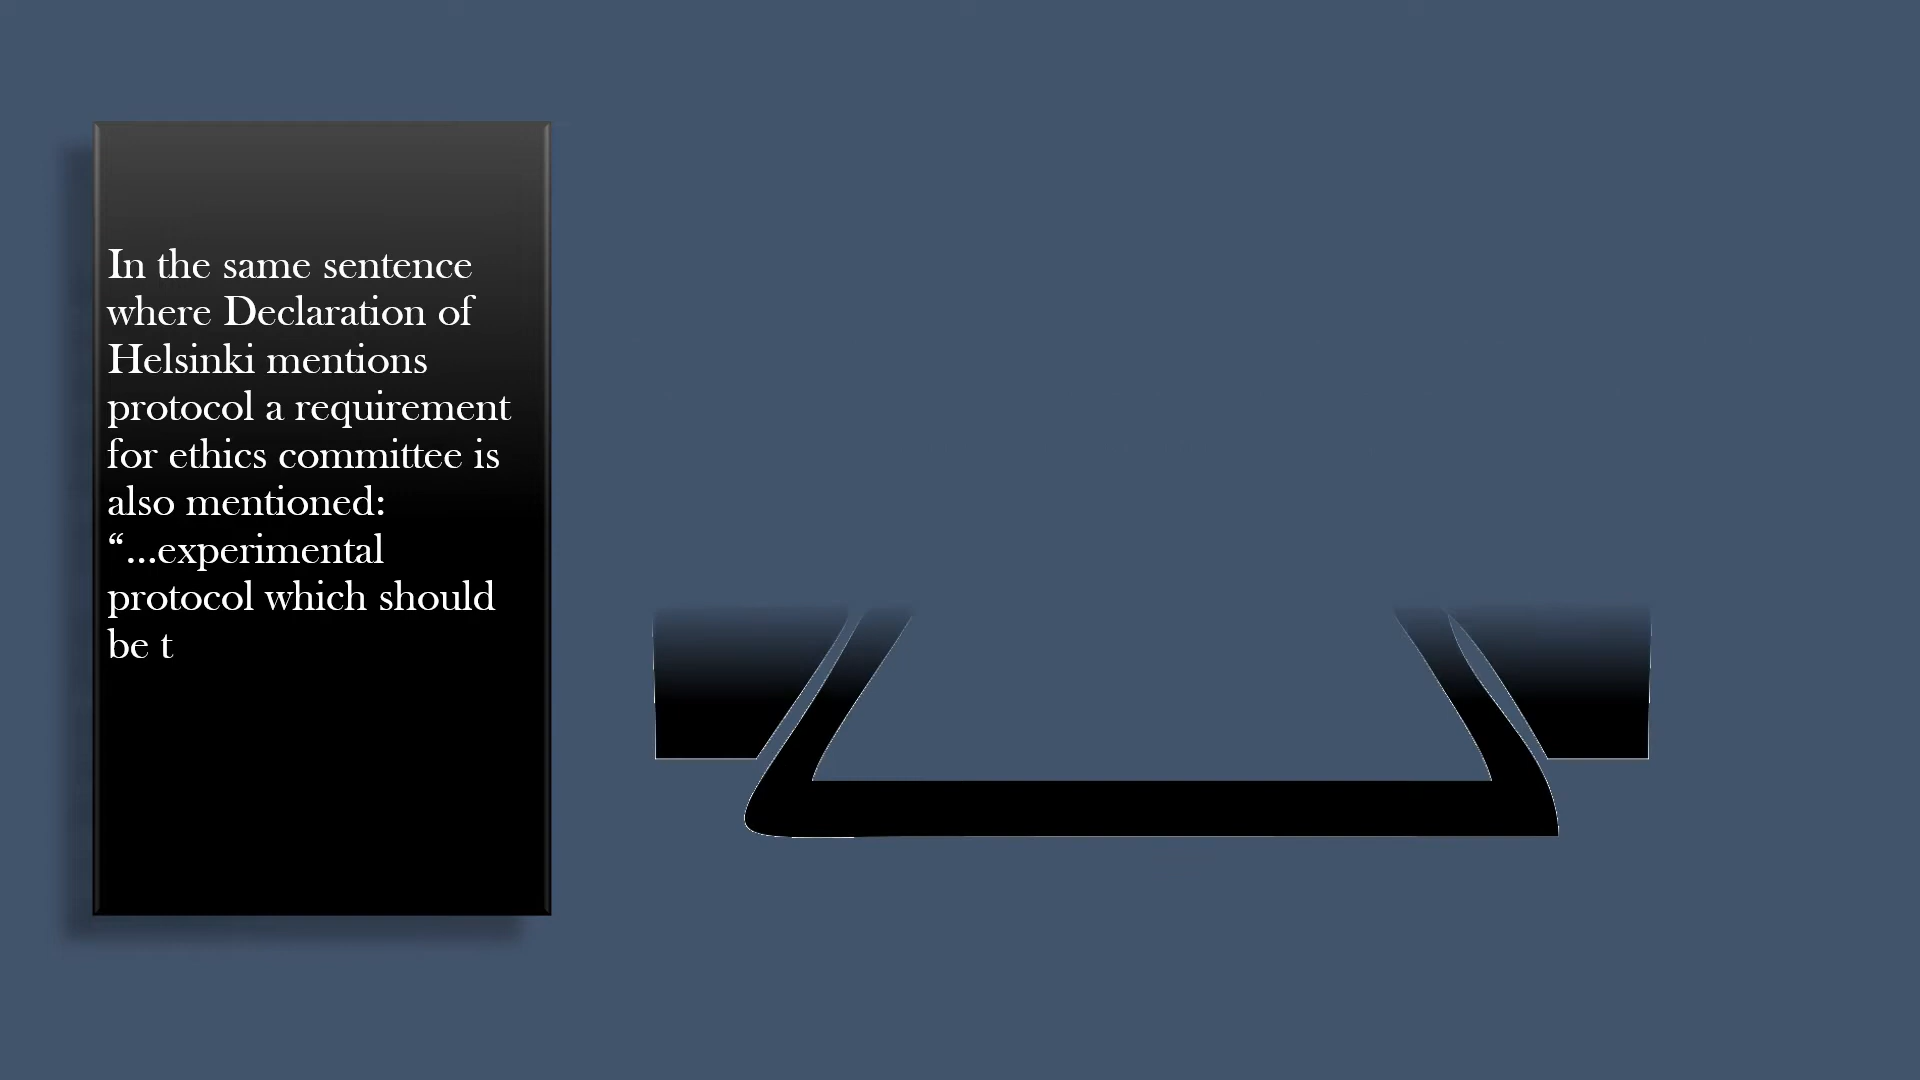 In the same sentence
where Declaration of
Helsinki mentions
protocol a requirement
for ethics committee is
also mentioned:
“...experimental
protocol which should
be t